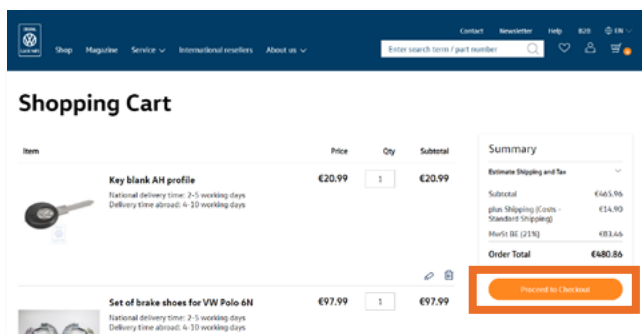 Contact Newsletter Help B2B EN
Shop Magazine Service International resellers About us
Enter search term / part number
Shopping Cart
Item Price Qty Subtotal
Key blank AH profile €20.99 1 €20.99
National delivery time: 2-5 working days
Delivery time abroad: 4-10 working days
Set of brake shoes for VW Polo 6N €97.99 1 €97.99
National delivery time: 2-5 working days
Delivery time abroad: 4-10 working days
Summary
Estimate Shipping and Tax
Subtotal €465.96
plus Shipping (Costs - €14.90
Standard Shipping)
MwSt BE (21%) €83.46
Order Total €480.86
Proceed to Checkout